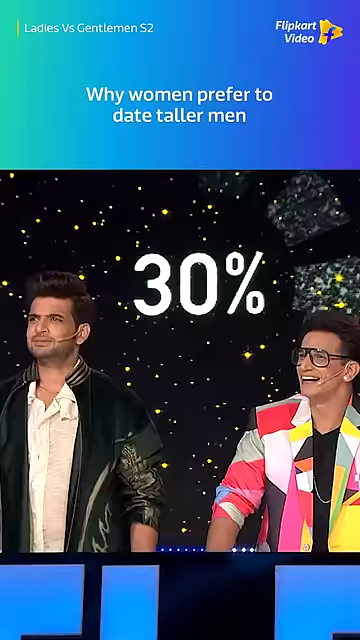 Ladies Vs Gentlemen S2
Flipkart
Video
Why women prefer to
date taller men
30%